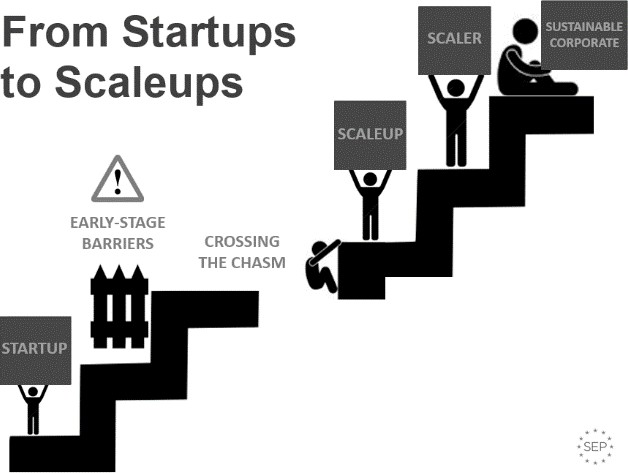 From Startups
to Scaleups
SUSTAINABLE
CORPORATE
SCALER
SCALEUP
!
EARLY-STAGE
BARRIERS
CROSSING
THE CHASM
STARTUP
SEP